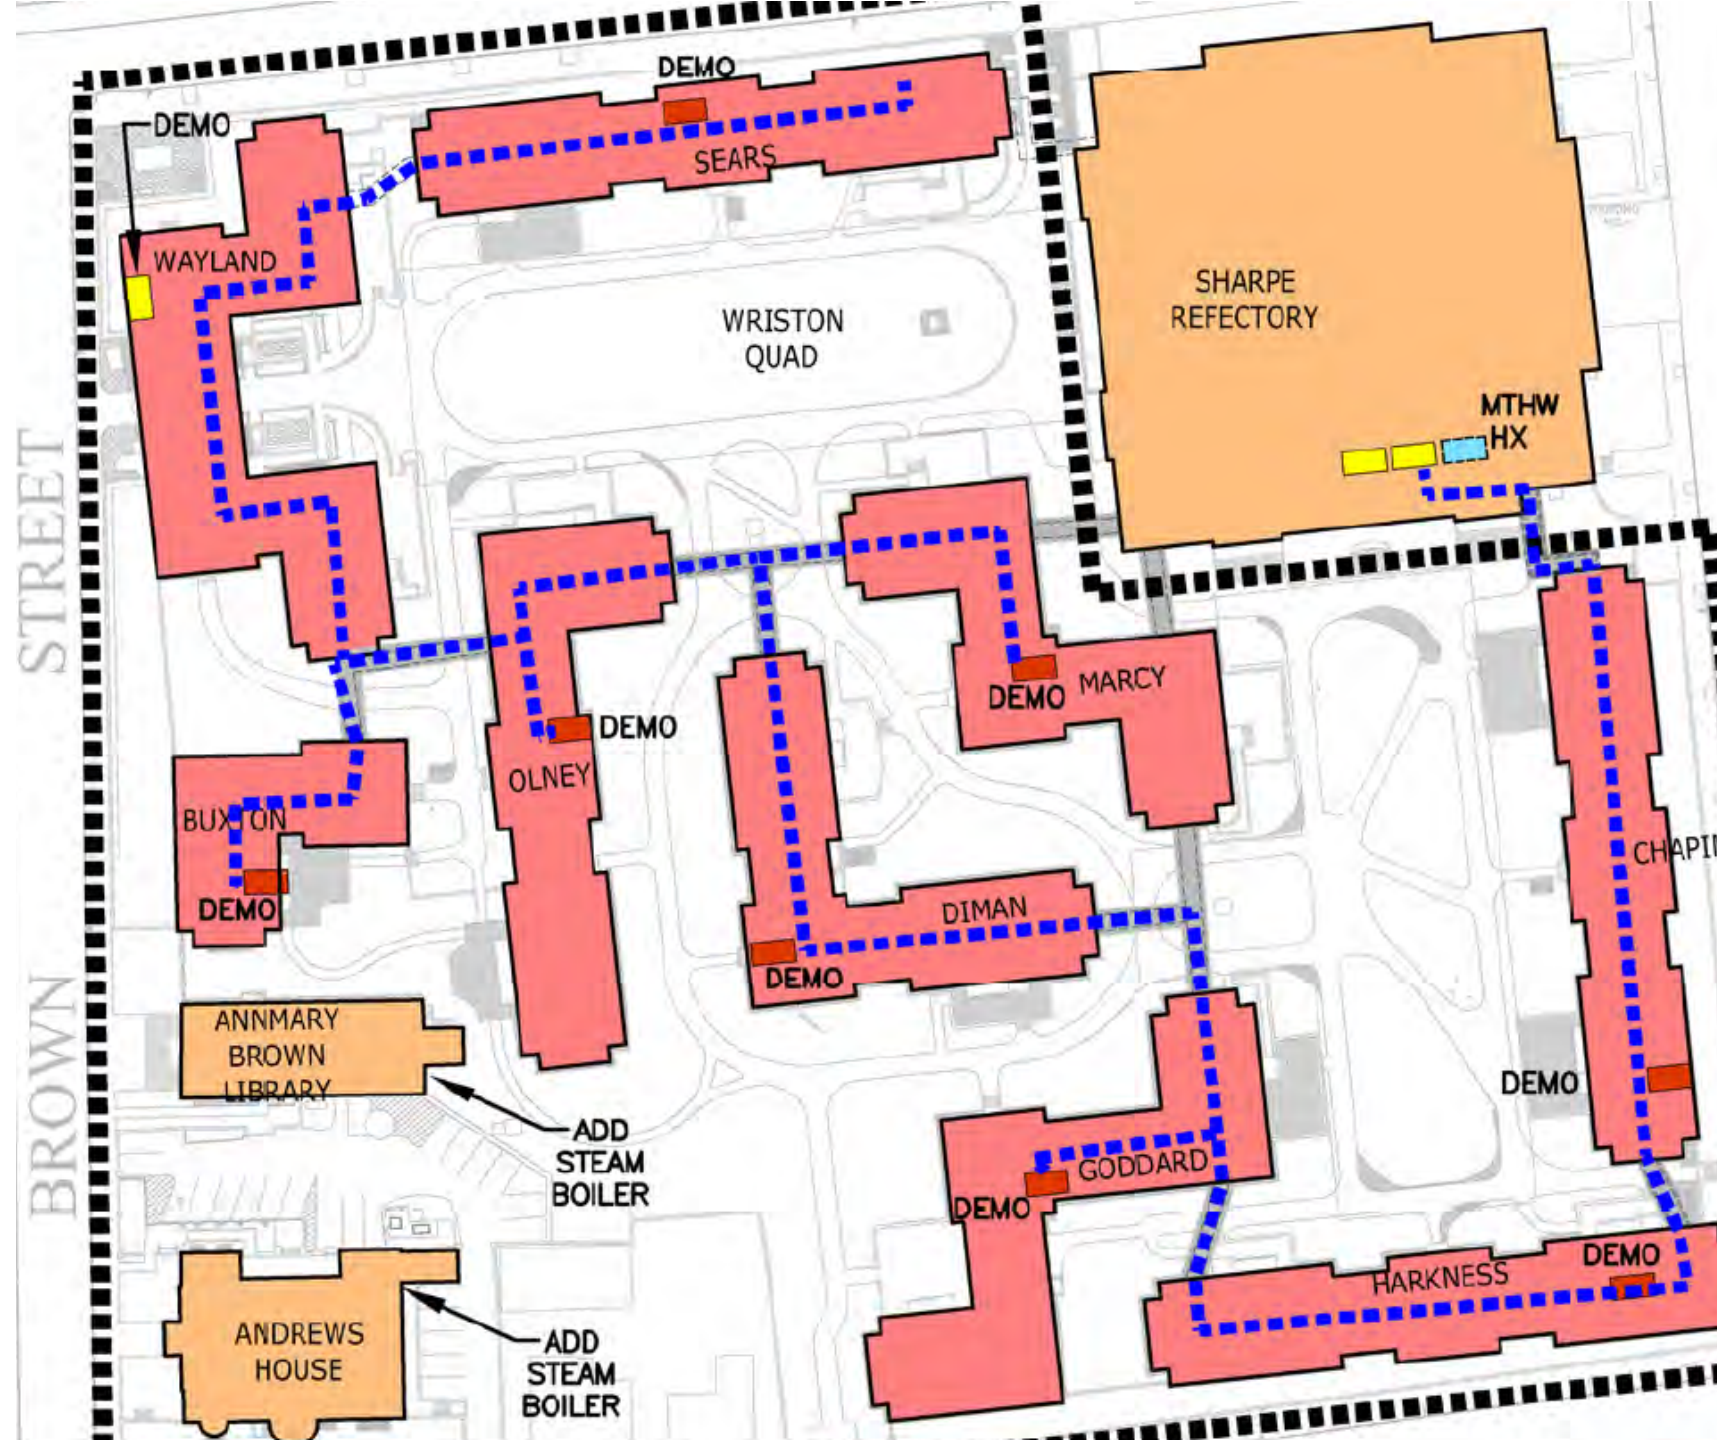 DEMO
DEMO
SEARS
WAYLAND
WRISTON
QUAD
SHARPE
REFECTORY
MTHW
HX
STREET
DEMO
MARCY
DEMO
OLNEY
BUXTON
DEMO
CHAPI
DIMAN
DEMO
ANNMARY
BROWN
LIBRARY
BROWN
DEMO
ADD
STEAM
BOILER
GODDARD
DEMO
DEMO
HARKNESS
ANDREWS
HOUSE
ADD
STEAM
BOILER